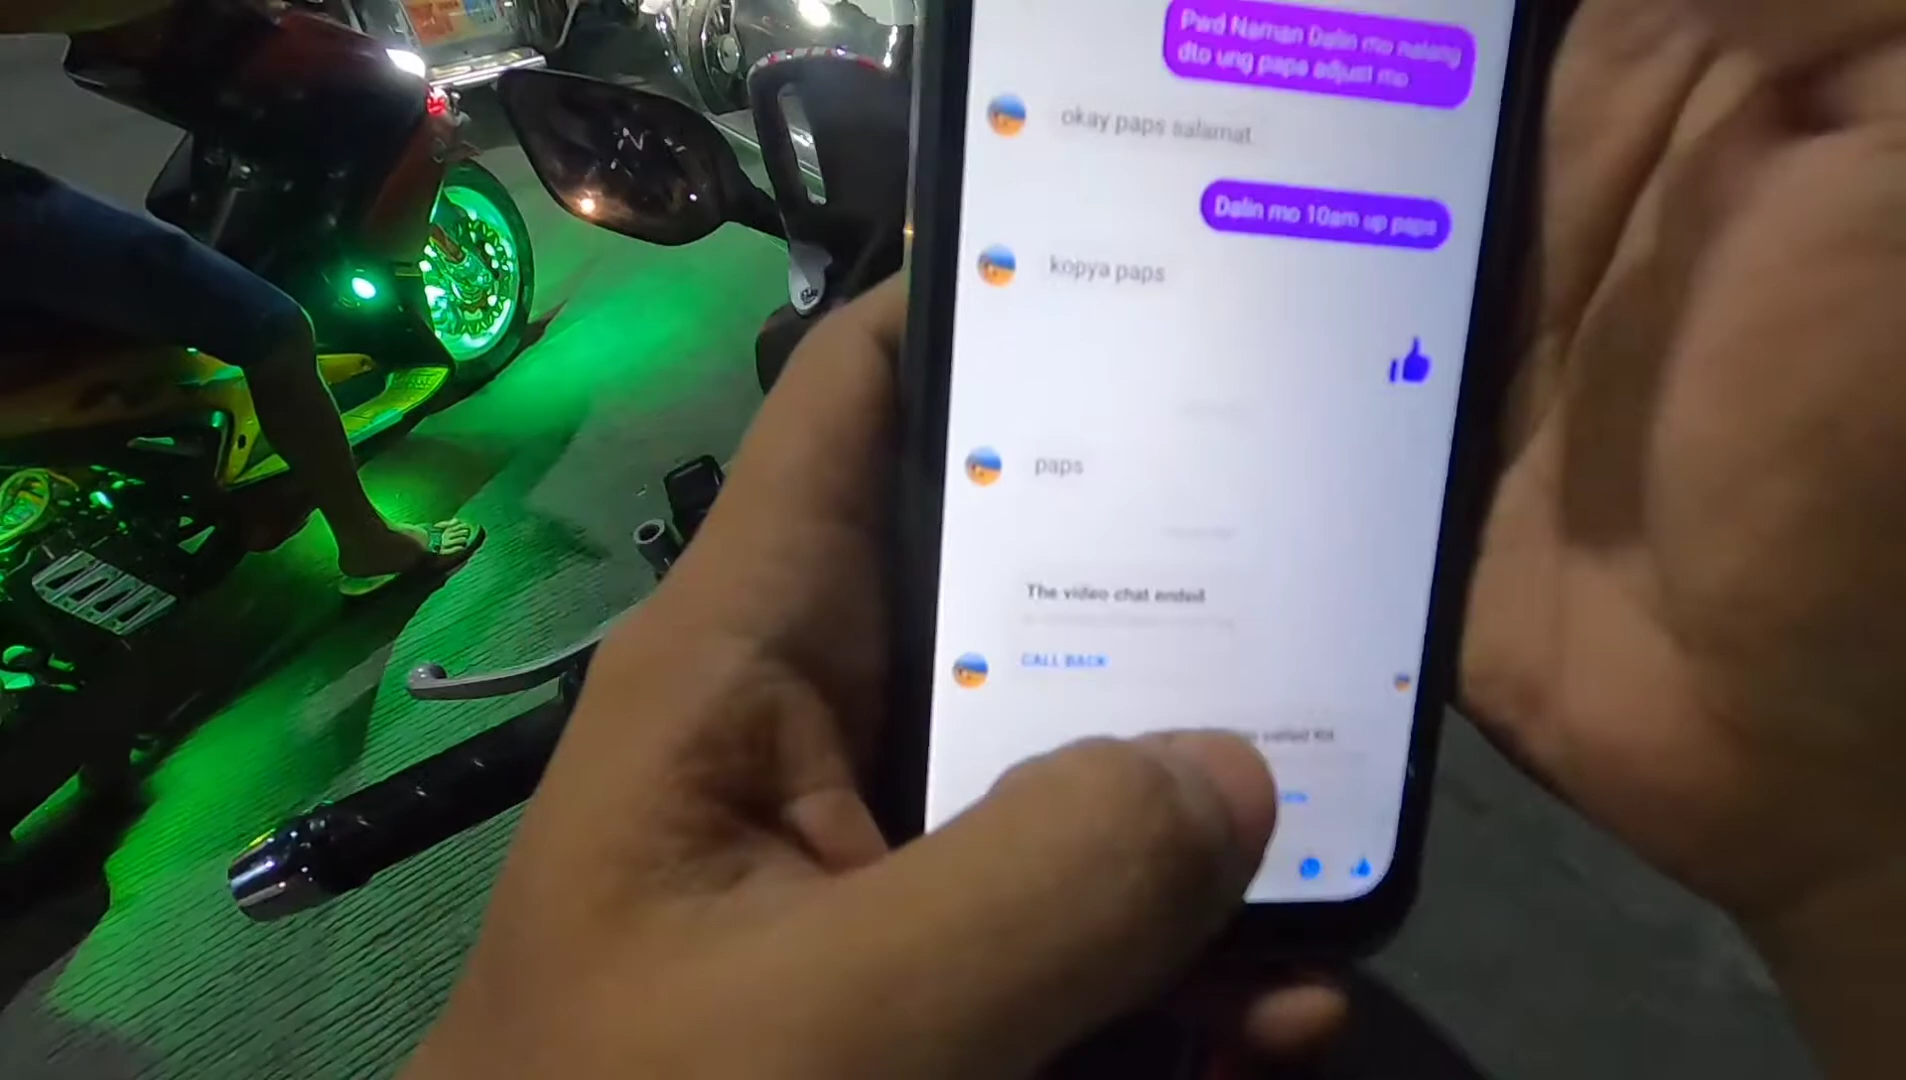 Pwd Naman Dalin mo nalang
dto ung papa adjust mo
okay paps salamat
Dalin mo 10am up paps
kopya paps
paps
The video chat ended
CALL BACK